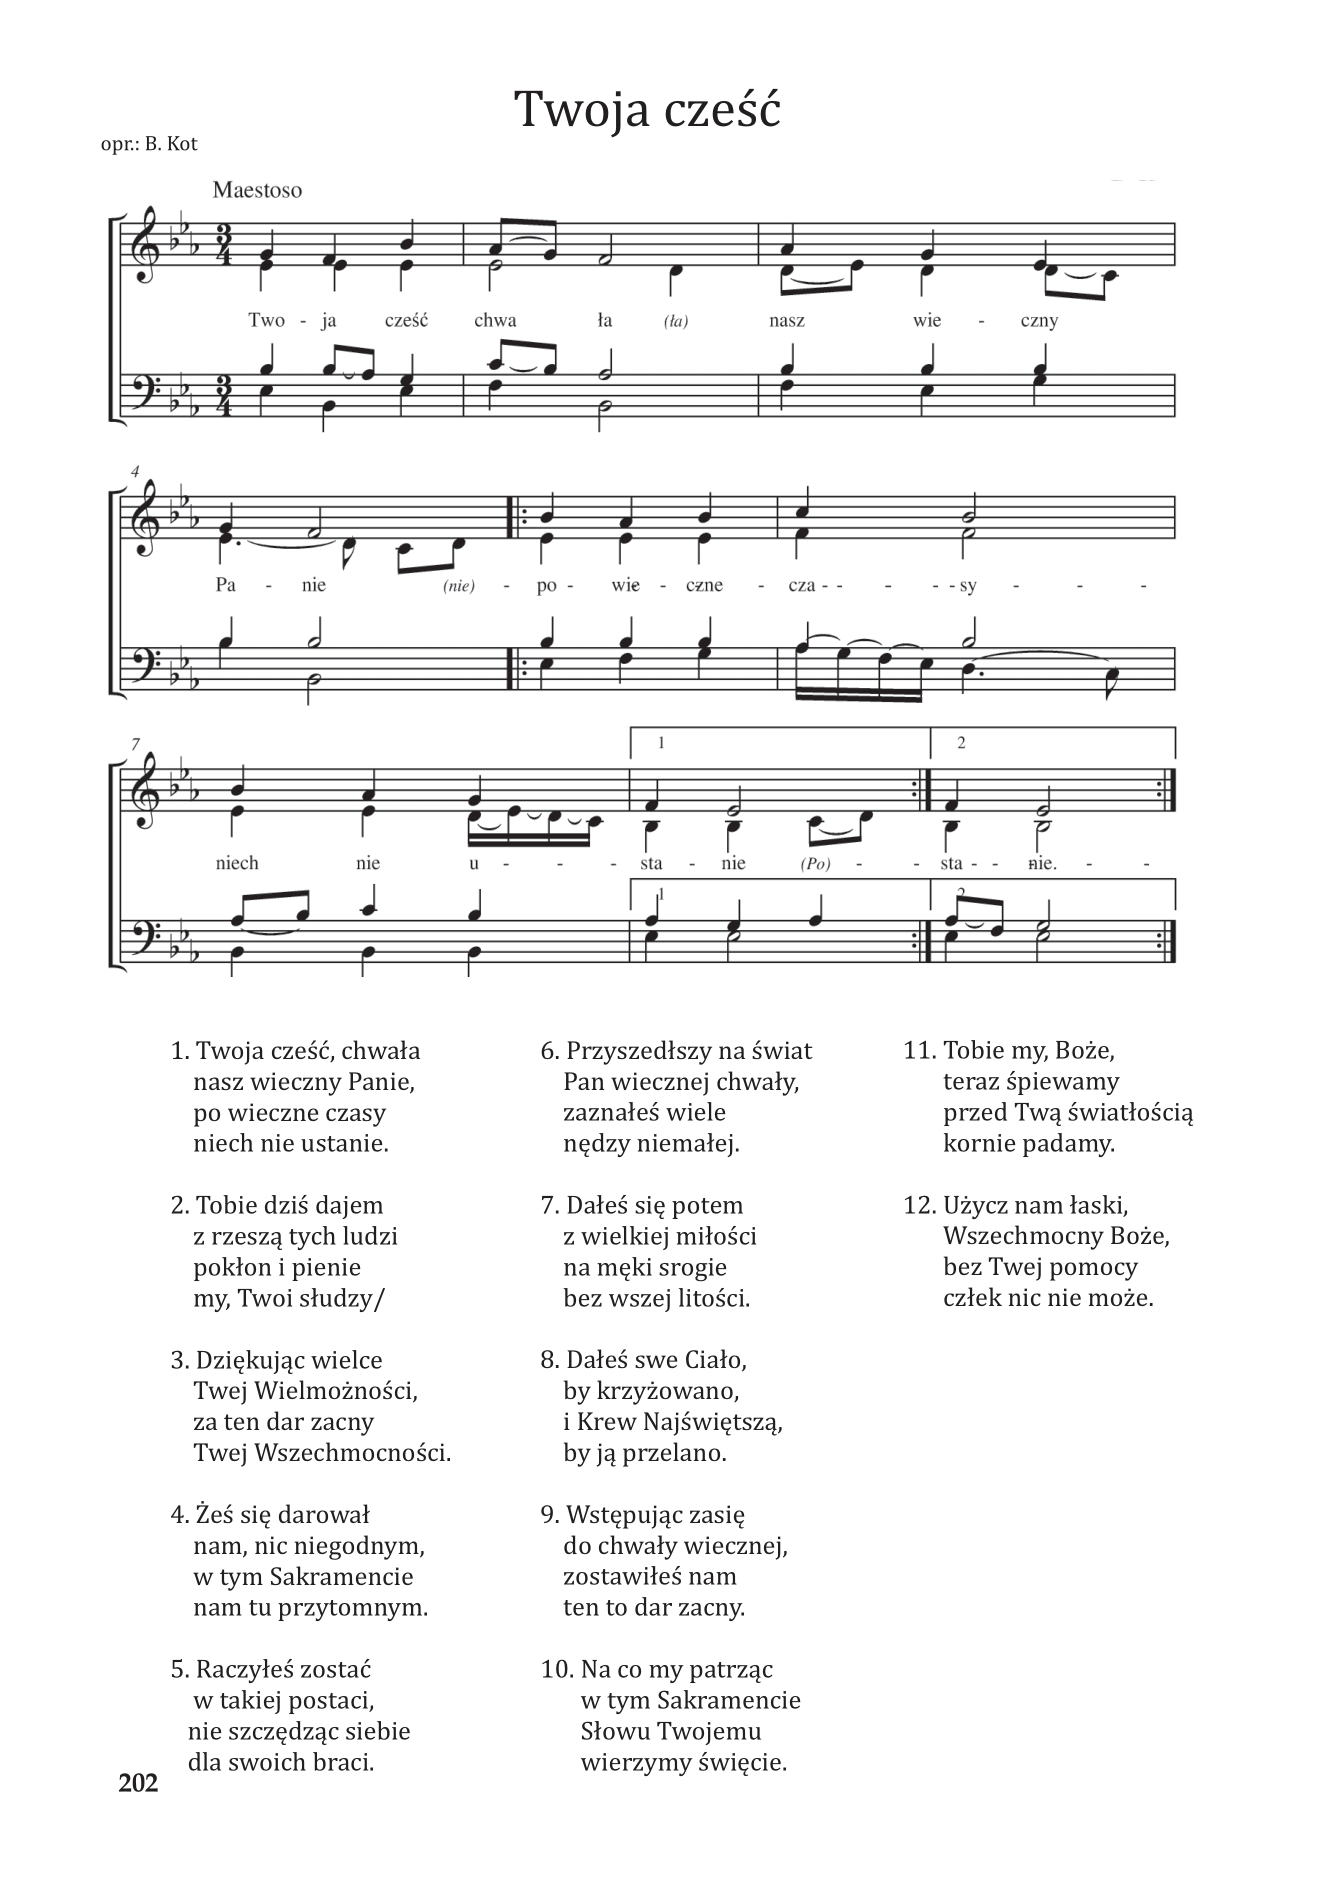 Twoja cześć
opr.: B. Kot
Maestoso
3 4
Two - ja cześć chwa ła (ła) nasz wie - czny
3 4
4
Pa - nie (nie) - po - wie - czne - cza - - - - - sy - - -
7
1 2
niech nie u - - - sta - nie (Po) - - sta - - nie. - -
1 2
1. Twoja cześć, chwała
nasz wieczny Panie,
po wieczne czasy
niech nie ustanie.
2. Tobie dziś dajem
z rzeszą tych ludzi
pokłon i pienie
my, Twoi słudzy/
3. Dziękując wielce
Twej Wielmożności,
za ten dar zacny
Twej Wszechmocności.
4. Żeś się darował
nam, nic niegodnym,
w tym Sakramencie
nam tu przytomnym.
5. Raczyłeś zostać
w takiej postaci,
nie szczędząc siebie
dla swoich braci.
6. Przyszedłszy na świat
Pan wiecznej chwały,
zaznałeś wiele
nędzy niemałej.
7. Dałeś się potem
z wielkiej miłości
na męki srogie
bez wszej litości.
8. Dałeś swe Ciało,
by krzyżowano,
i Krew Najświętszą,
by ją przelano.
9. Wstępując zasię
do chwały wiecznej,
zostawiłeś nam
ten to dar zacny.
10. Na co my patrząc
w tym Sakramencie
Słowu Twojemu
wierzymy święcie.
11. Tobie my, Boże,
teraz śpiewamy
przed Twą światłością
kornie padamy.
12. Użycz nam łaski,
Wszechmocny Boże,
bez Twej pomocy
człek nic nie może.
202